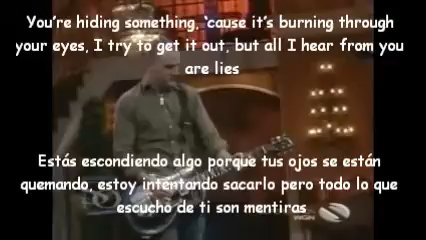 You're hiding something, 'cause it's burning through
your eyes, I try to get it out, but all I hear from you
are lies
Estás escondiendo algo porque tus ojos se están
quemando, estoy intentando sacarlo pero todo lo que
escucho de ti son mentiras